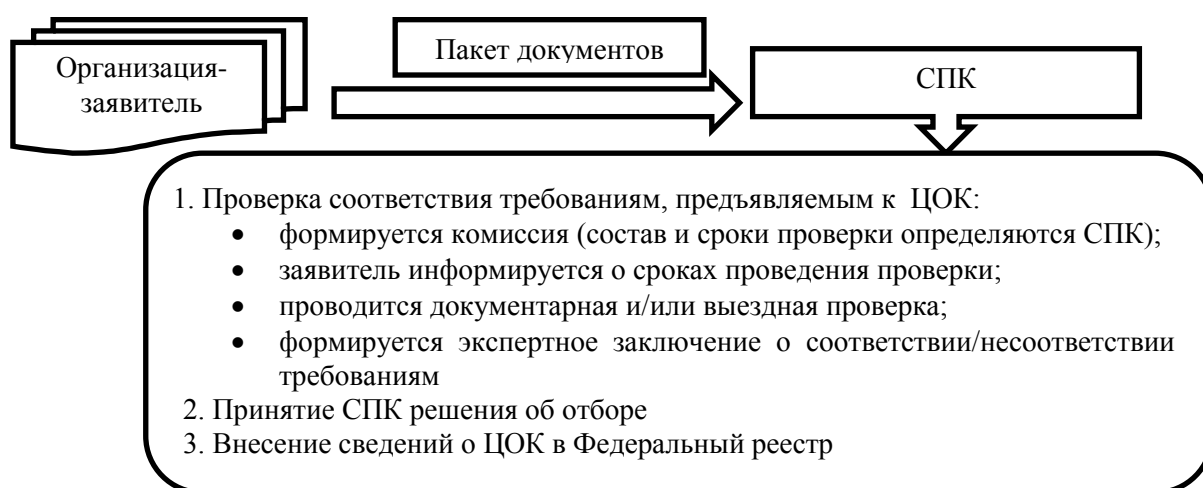 Организация-
заявитель
Пакет документов
СПК
1. Проверка соответствия требованиям, предъявляемым к ЦОК:
• формируется комиссия (состав и сроки проверки определяются СПК);
• заявитель информируется о сроках проведения проверки;
• проводится документарная и/или выездная проверка;
• формируется экспертное заключение о соответствии/несоответствии
требованиям
2. Принятие СПК решения об отборе
3. Внесение сведений о ЦОК в Федеральный реестр